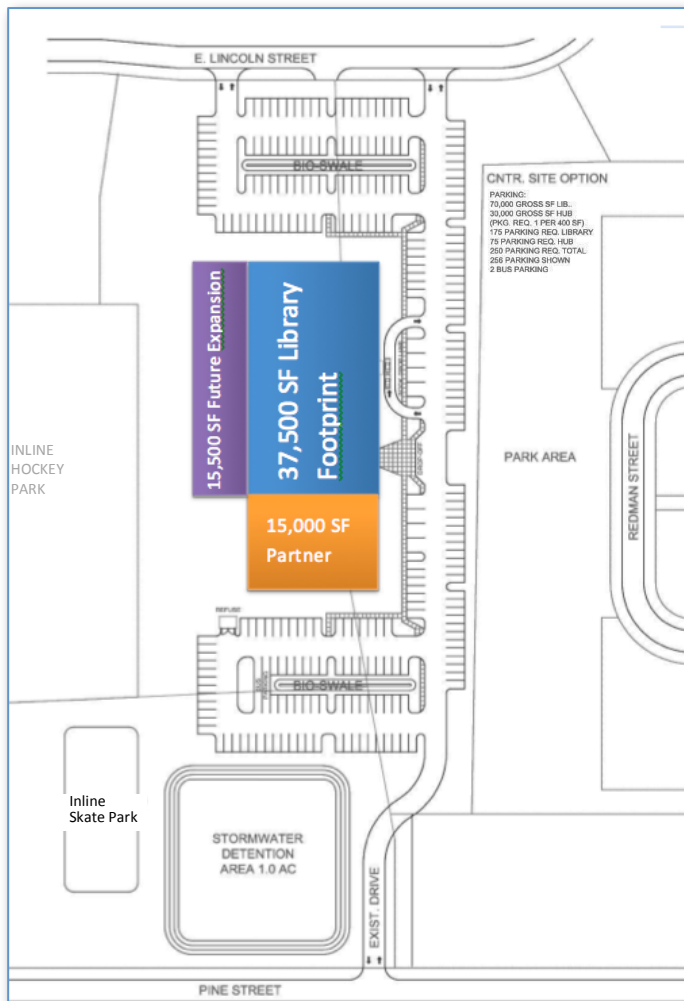 E. LINCOLN STREET
BIO-SWALE
CNTR. SITE OPTION
PARKING:
70,000 GROSS SF LIB..
30,000 GROSS SF HUB
(PKG. REQ. 1 PER 400 SF)
175 PARKING REQ. LIBRARY
75 PARKING REQ. HUB
250 PARKING REQ. TOTAL
256 PARKING SHOWN
2 BUS PARKING
15,500 SF Future Expansion
37,500 SF Library
Footprint
DROP-OFF
INLINE
HOCKEY
PARK
PARK AREA
REDMAN STREET
15,000 SF
Partner
REFUSE
BUS
PARKING
BIO-SWALE
Inline
Skate Park
STORMWATER
DETENTION
AREA 1.0 AC
EXIST. DRIVE
PINE STREET